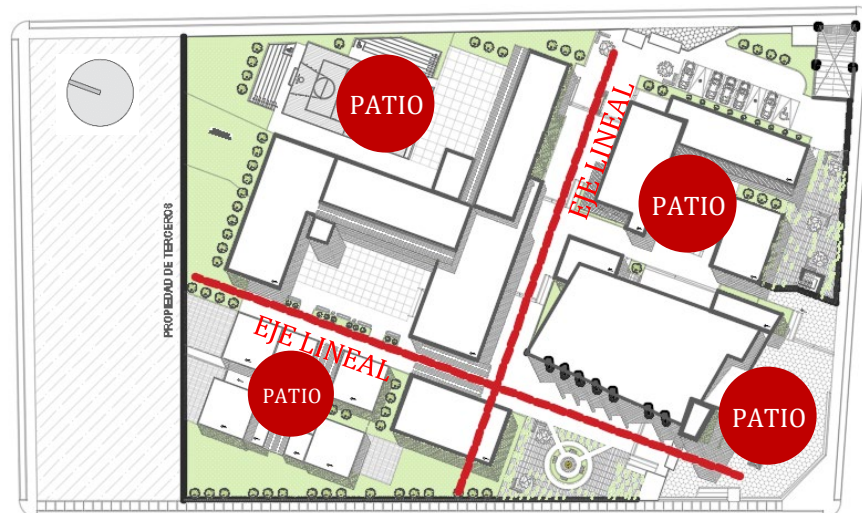 PATIO
EJE LINEAL
PATIO
PROPIEDAD DE TERCEROS
EJE LINEAL
PATIO
PATIO